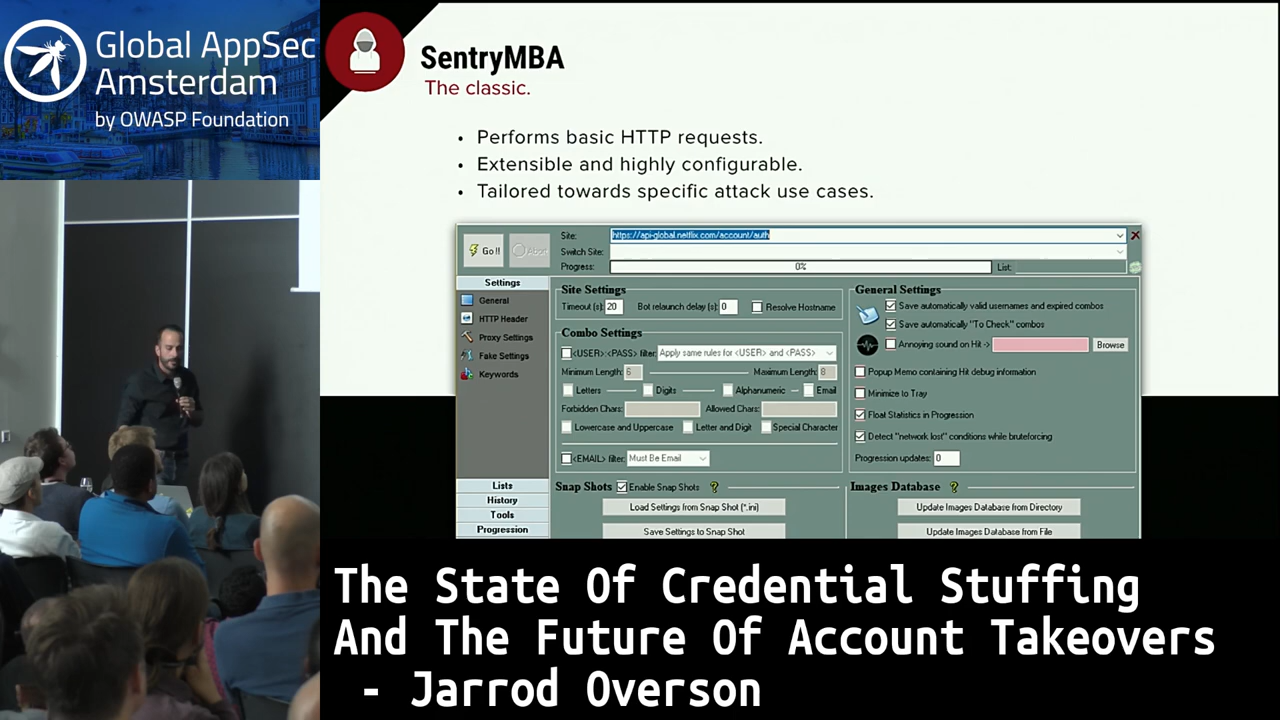 Global AppSec
Amsterdam
by OWASP Foundation
SentryMBA
The classic.
• Performs basic HTTP requests.
• Extensible and highly configurable.
• Tailored towards specific attack use cases.
Go !!
Abort
Site:
https://api-global.netflix.com/account/auth
Switch Site:
Progress:
0%
List:
Settings
General
HTTP Header
Proxy Settings
Fake Settings
Keywords
Lists
History
Tools
Progression
Site Settings
Timeout (s): 20 Bot relaunch delay (s): 0 Resolve Hostname
Combo Settings
<USER>:<PASS> filter: Apply same rules for <USER> and <PASS>
Minimum Length: 6 Maximum Length: 8
Letters Digits Alphanumeric Email
Forbidden Chars: Allowed Chars:
Lowercase and Uppercase Letter and Digit Special Character
<EMAIL> filter: Must Be Email
Snap Shots Enable Snap Shots ?
Load Settings from Snap Shot (*.ini)
Save Settings to Snap Shot
General Settings
Save automatically valid usernames and expired combos
Save automatically "To Check" combos
Annoying sound on Hit -> Browse
Popup Memo containing Hit debug information
Minimize to Tray
Float Statistics in Progression
Detect "network lost" conditions while bruteforcing
Progression updates: 0
Images Database ?
Update Images Database from Directory
Update Images Database from File
The State Of Credential Stuffing
And The Future Of Account Takeovers
- Jarrod Overson